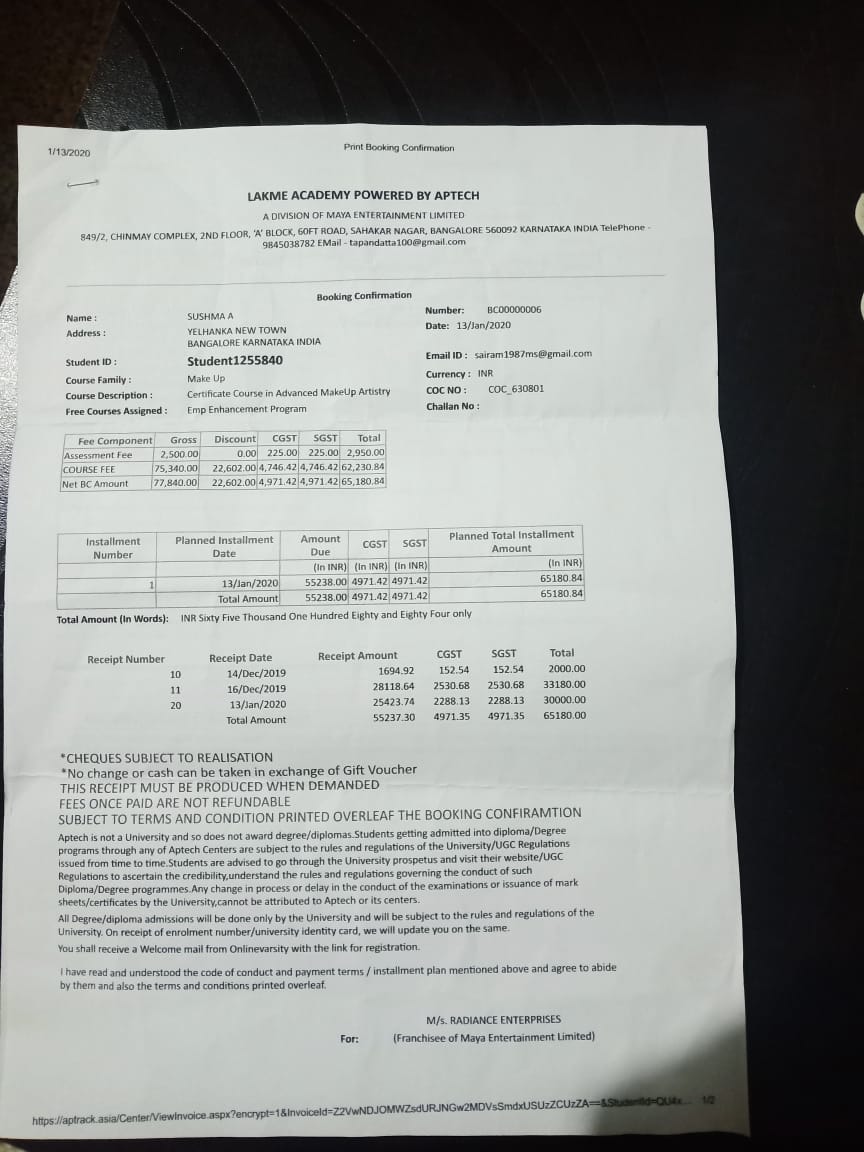 1/13/2020
Print Booking Confirmation
LAKME ACADEMY POWERED BY APTECH
A DIVISION OF MAYA ENTERTAINMENT LIMITED
849/2, CHINMAY COMPLEX, 2ND FLOOR, 'A' BLOCK, 60FT ROAD, SAHAKAR NAGAR, BANGALORE 560092 KARNATAKA INDIA TelePhone -
9845038782 EMail - tapandatta100@gmail.com
Booking Confirmation
Name : SUSHMA A Number: BC00000006
Address : YELHANKA NEW TOWN Date: 13/Jan/2020
BANGALORE KARNATAKA INDIA
Student ID : Student1255840 Email ID : sairam1987ms@gmail.com
Course Family : Make Up Currency : INR
Course Description : Certificate Course in Advanced MakeUp Artistry COC NO : COC_630801
Free Courses Assigned : Emp Enhancement Program Challan No :
Fee Component Gross Discount CGST SGST Total
Assessment Fee 2,500.00 0.00 225.00 225.00 2,950.00
COURSE FEE 75,340.00 22,602.00 4,746.42 4,746.42 62,230.84
Net BC Amount 77,840.00 22,602.00 4,971.42 4,971.42 65,180.84
Installment Planned Installment Amount CGST SGST Planned Total Installment
Number Date Due Amount
(In INR) (In INR) (In INR) (In INR)
1 13/Jan/2020 55238.00 4971.42 4971.42 65180.84
Total Amount 55238.00 4971.42 4971.42 65180.84
Total Amount (In Words): INR Sixty Five Thousand One Hundred Eighty and Eighty Four only
Receipt Number Receipt Date Receipt Amount CGST SGST Total
10 14/Dec/2019 1694.92 152.54 152.54 2000.00
11 16/Dec/2019 28118.64 2530.68 2530.68 33180.00
20 13/Jan/2020 25423.74 2288.13 2288.13 30000.00
Total Amount 55237.30 4971.35 4971.35 65180.00
*CHEQUES SUBJECT TO REALISATION
*No change or cash can be taken in exchange of Gift Voucher
THIS RECEIPT MUST BE PRODUCED WHEN DEMANDED
FEES ONCE PAID ARE NOT REFUNDABLE
SUBJECT TO TERMS AND CONDITION PRINTED OVERLEAF THE BOOKING CONFIRAMTION
Aptech is not a University and so does not award degree/diplomas.Students getting admitted into diploma/Degree
programs through any of Aptech Centers are subject to the rules and regulations of the University/UGC Regulations
issued from time to time.Students are advised to go through the University prospetus and visit their website/UGC
Regulations to ascertain the credibility,understand the rules and regulations governing the conduct of such
Diploma/Degree programmes.Any change in process or delay in the conduct of the examinations or issuance of mark
sheets/certificates by the University,cannot be attributed to Aptech or its centers.
All Degree/diploma admissions will be done only by the University and will be subject to the rules and regulations of the
University. On receipt of enrolment number/university identity card, we will update you on the same.
You shall receive a Welcome mail from Onlinevarsity with the link for registration.
I have read and understood the code of conduct and payment terms / installment plan mentioned above and agree to abide
by them and also the terms and conditions printed overleaf.
M/s. RADIANCE ENTERPRISES
For: (Franchisee of Maya Entertainment Limited)
https://aptrack.asia/Center/ViewInvoice.aspx?encrypt=1&InvoiceId=Z2VwNDJOMWZsdURJNGw2MDVsSmdxUSUzZCUzZA==&StudentId=QU4x... 1/2